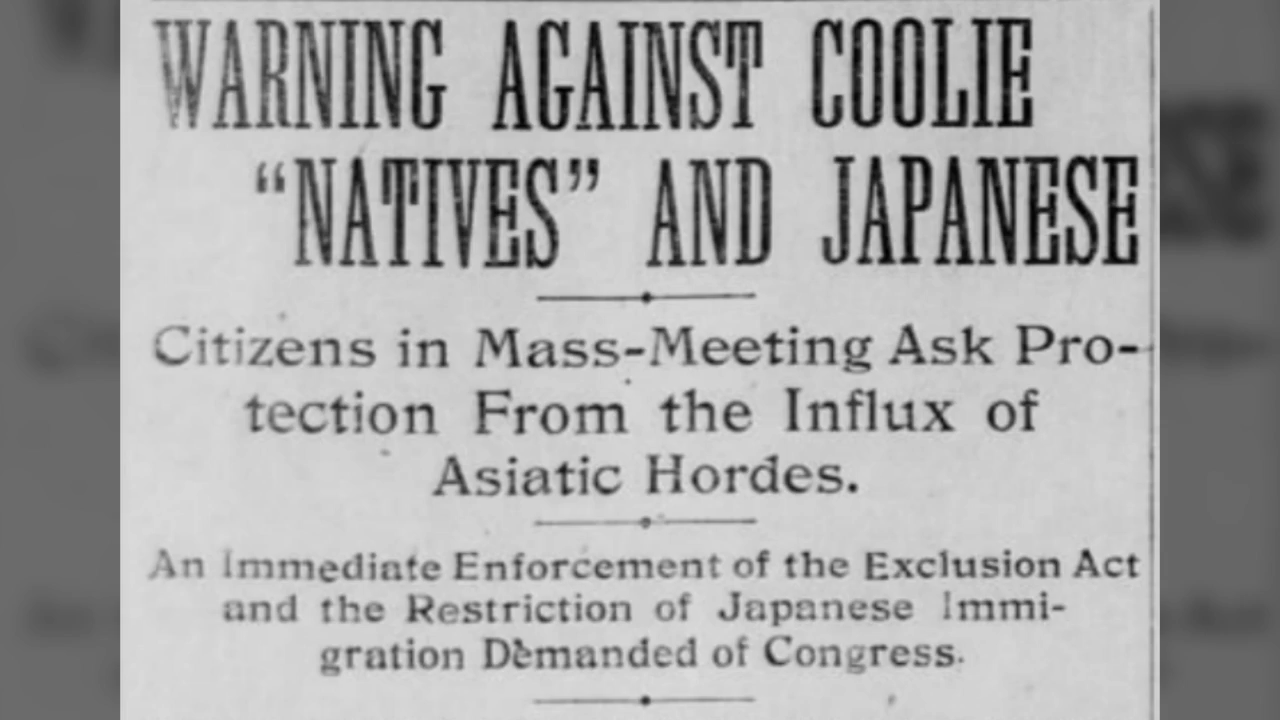 WARNING AGAINST COOLIE
“NATIVES” AND JAPANESE
Citizens in Mass-Meeting Ask Pro-
tection From the Influx of
Asiatic Hordes.
An Immediate Enforcement of the Exclusion Act
and the Restriction of Japanese Immi-
gration Demanded of Congress.